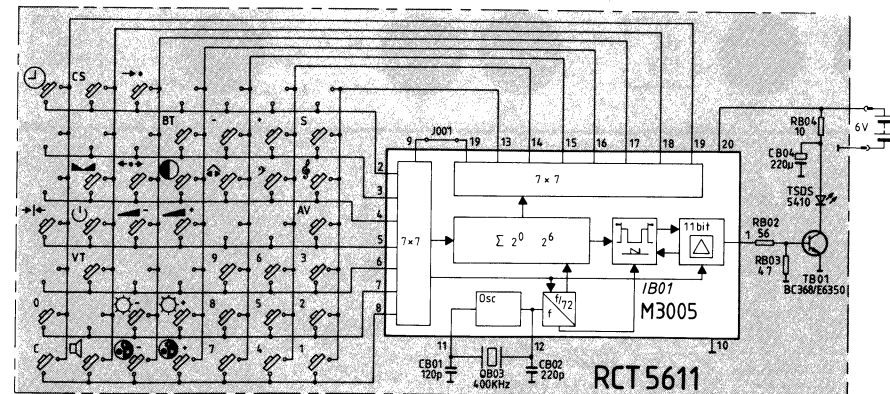 CS
BT - + S
- + AV
VT 9 6 3
0 - + 8 5 2
C - + 7 4 1
9 J001 19 13 14 15 16 17 18 19 20
2
3
4
5
6
7
8
7×7
7×7
Σ 2⁰ 2⁶
11bit
IB01
M3005
Osc
f/72
f
11
12
10
1
CB01
120p
QB03
400KHz
CB02
220p
RCT5611
RB04
10
6V
CB04
220µ
TSDS
5410
RB02
56
RB03
47
TB01
BC368/E6350